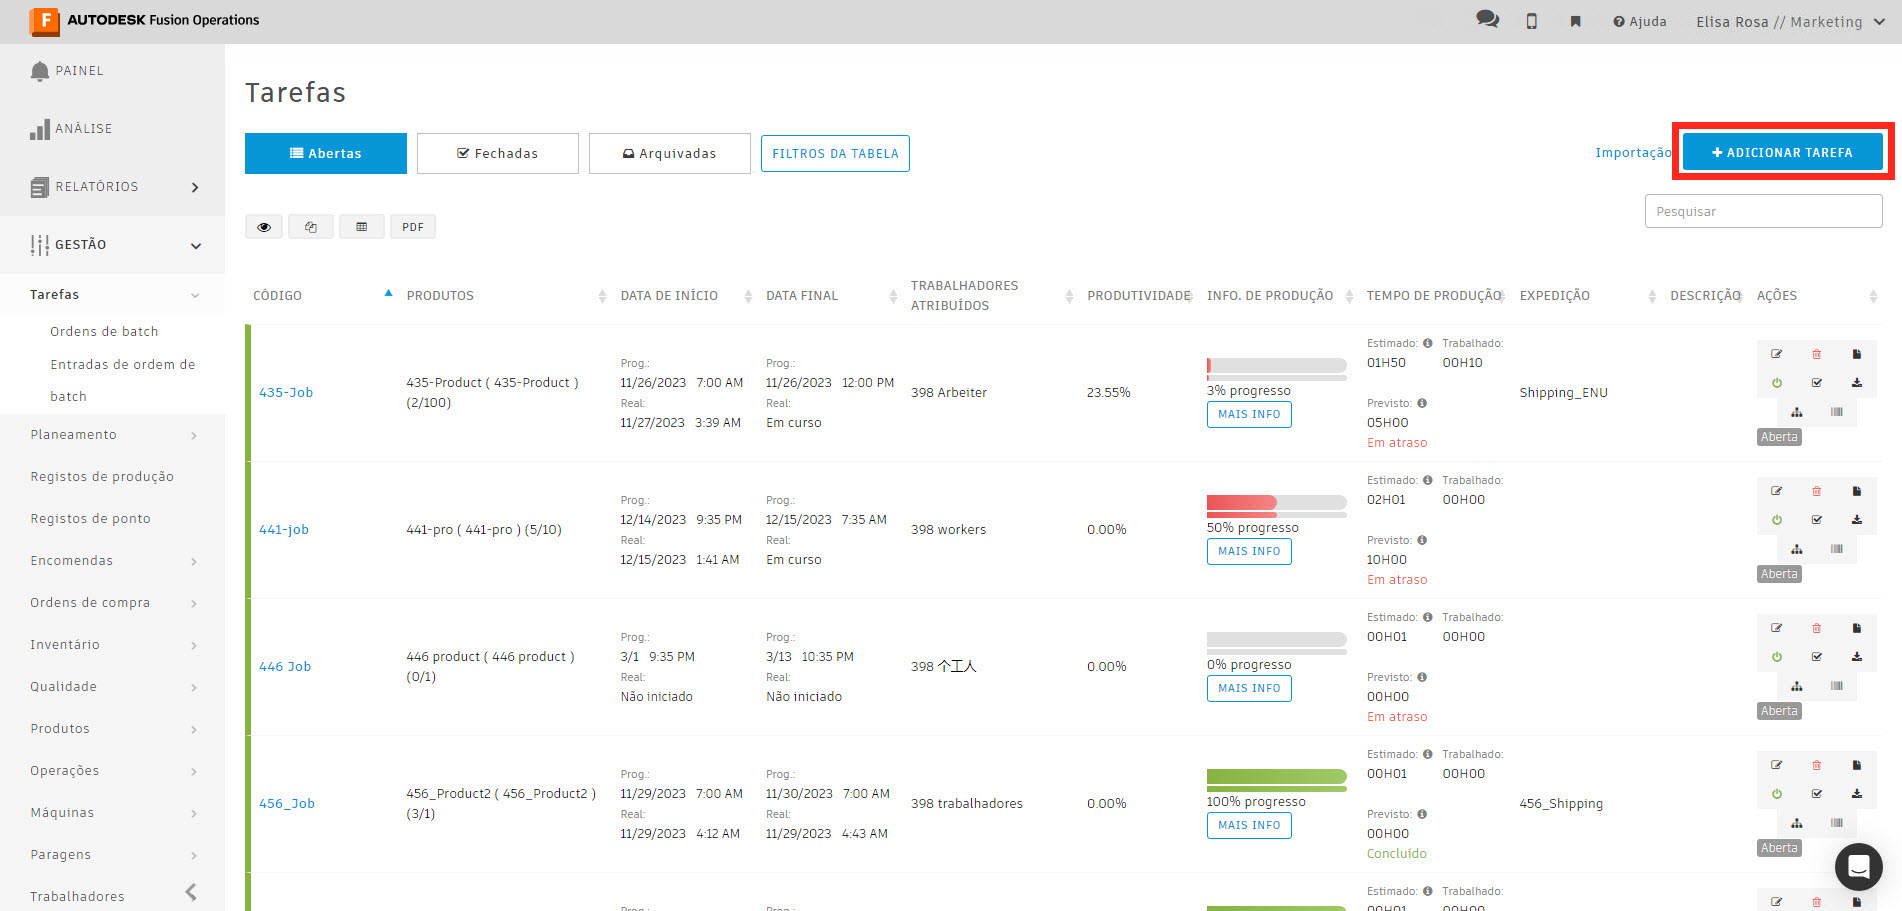 AUTODESK Fusion Operations
Ajuda
Elisa Rosa // Marketing
PAINEL
ANÁLISE
RELATÓRIOS
GESTÃO
Tarefas
Ordens de batch
Entradas de ordem de
batch
Planeamento
Registos de produção
Registos de ponto
Encomendas
Ordens de compra
Inventário
Qualidade
Produtos
Operações
Máquinas
Paragens
Trabalhadores
Tarefas
Abertas
Fechadas
Arquivadas
FILTROS DA TABELA
Importação
+ ADICIONAR TAREFA
PDF
Pesquisar
CÓDIGO
PRODUTOS
DATA DE INÍCIO
DATA FINAL
TRABALHADORES
ATRIBUÍDOS
PRODUTIVIDADE
INFO. DE PRODUÇÃO
TEMPO DE PRODUÇÃO
EXPEDIÇÃO
DESCRIÇÃO
AÇÕES
435-Job
435-Product ( 435-Product )
(2/100)
Prog.:
11/26/2023 7:00 AM
Real:
11/27/2023 3:39 AM
Prog.:
11/26/2023 12:00 PM
Real:
Em curso
398 Arbeiter
23.55%
3% progresso
MAIS INFO
Estimado: Trabalhado:
01H50 00H10
Previsto:
05H00
Em atraso
Shipping_ENU
Aberta
441-job
441-pro ( 441-pro ) (5/10)
Prog.:
12/14/2023 9:35 PM
Real:
12/15/2023 1:41 AM
Prog.:
12/15/2023 7:35 AM
Real:
Em curso
398 workers
0.00%
50% progresso
MAIS INFO
Estimado: Trabalhado:
02H01 00H00
Previsto:
10H00
Em atraso
Aberta
446 Job
446 product ( 446 product )
(0/1)
Prog.:
3/1 9:35 PM
Real:
Não iniciado
Prog.:
3/13 10:35 PM
Real:
Não iniciado
398 个工人
0.00%
0% progresso
MAIS INFO
Estimado: Trabalhado:
00H01 00H00
Previsto:
00H00
Em atraso
Aberta
456_Job
456_Product2 ( 456_Product2 )
(3/1)
Prog.:
11/29/2023 7:00 AM
Real:
11/29/2023 4:12 AM
Prog.:
11/30/2023 7:00 AM
Real:
11/29/2023 4:43 AM
398 trabalhadores
0.00%
100% progresso
MAIS INFO
Estimado: Trabalhado:
00H01 00H00
Previsto:
00H00
Concluído
456_Shipping
Aberta
Prog.:
Prog.:
Estimado: Trabalhado:
00H01 00H00